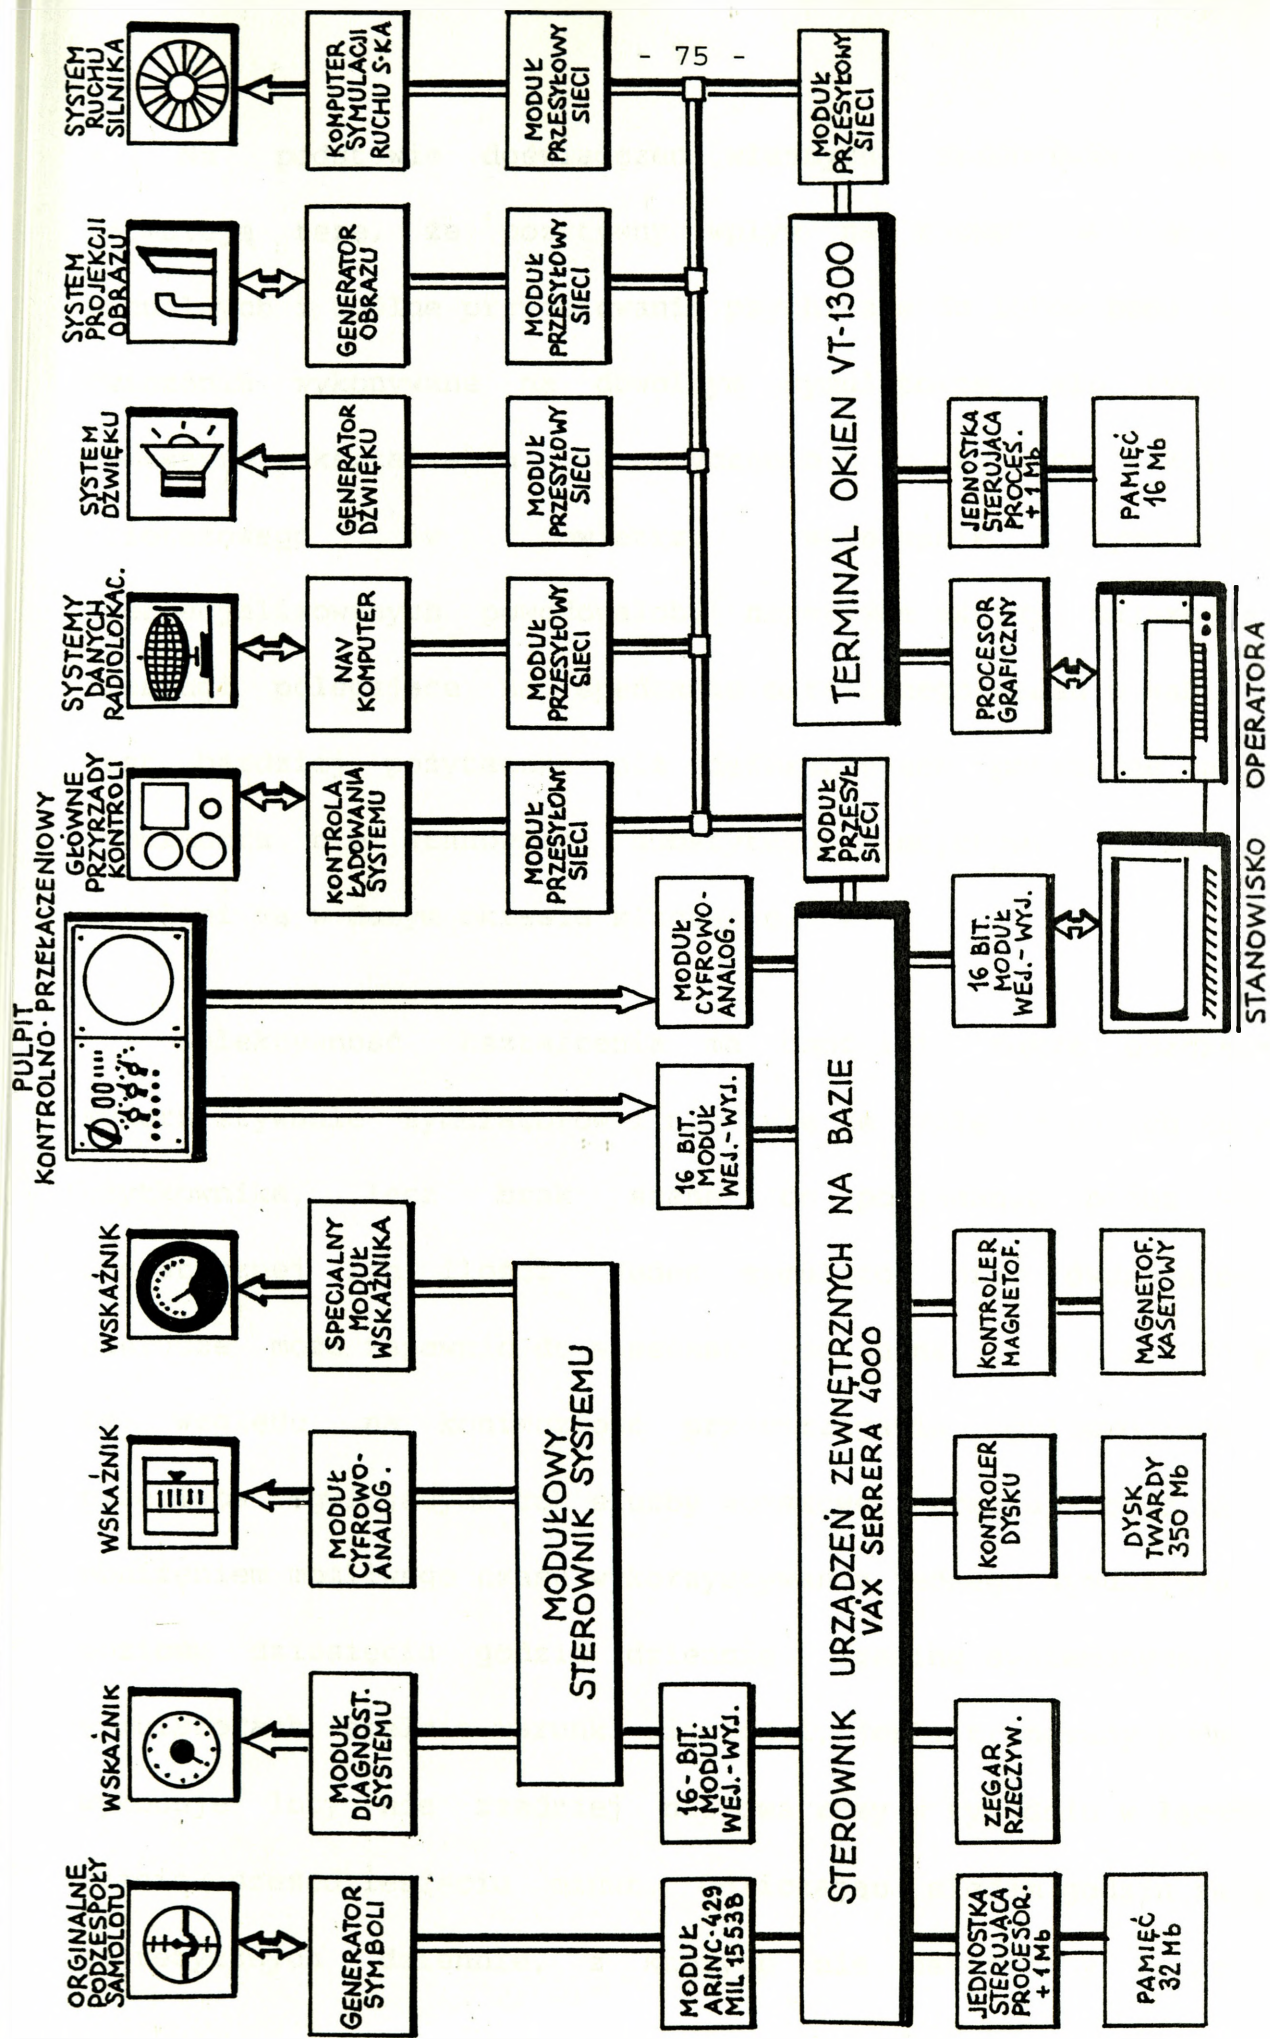 - 75 -
ORGINALNE
PODZESPOŁY
SAMOLOTU
WSKAŹNIK
WSKAŹNIK
WSKAŹNIK
PULPIT
KONTROLNO-PRZEŁACZENIOWY
GŁÓWNE
PRZYRZĄDY
KONTROLI
SYSTEMY
DANYCH
RADIOLOKAC.
SYSTEM
DŹWIĘKU
SYSTEM
PROJEKCJI
OBRAZU
SYSTEM
RUCHU
SILNIKA
GENERATOR
SYMBOLI
MODUŁ
DIAGNOST.
SYSTEMU
MODUŁ
CYFROWO-
ANALOG.
SPECJALNY
MODUŁ
WSKAŹNIKA
KONTROLA
ŁADOWANIA
SYSTEMU
NAV
KOMPUTER
GENERATOR
DŹWIĘKU
GENERATOR
OBRAZU
KOMPUTER
SYMULACJI
RUCHU S-KA
MODUŁOWY
STEROWNIK SYSTEMU
MODUŁ
PRZESYŁOWY
SIECI
MODUŁ
PRZESYŁOWY
SIECI
MODUŁ
PRZESYŁOWY
SIECI
MODUŁ
PRZESYŁOWY
SIECI
MODUŁ
PRZESYŁOWY
SIECI
MODUŁ
ARINC-429
MIL 1553B
16-BIT.
MODUŁ
WEJ.-WYJ.
16 BIT.
MODUŁ
WEJ.-WYJ.
MODUŁ
CYFROWO-
ANALOG.
MODUŁ
PRZESYŁ.
SIECI
MODUŁ
PRZESYŁOWY
SIECI
STEROWNIK URZĄDZEŃ ZEWNĘTRZNYCH NA BAZIE
VAX SERRERA 4000
TERMINAL OKIEN VT-1300
JEDNOSTKA
STERUJĄCA
PROCESOR.
+ 1 Mb
ZEGAR
RZECZYW.
KONTROLER
DYSKU
KONTROLER
MAGNETOF.
16 BIT.
MODUŁ
WEJ.-WYJ.
PROCESOR
GRAFICZNY
JEDNOSTKA
STERUJĄCA
PROCES.
+ 1 Mb
PAMIĘĆ
32 Mb
DYSK
TWARDY
350 Mb
MAGNETOF.
KASETOWY
PAMIĘĆ
16 Mb
STANOWISKO OPERATORA